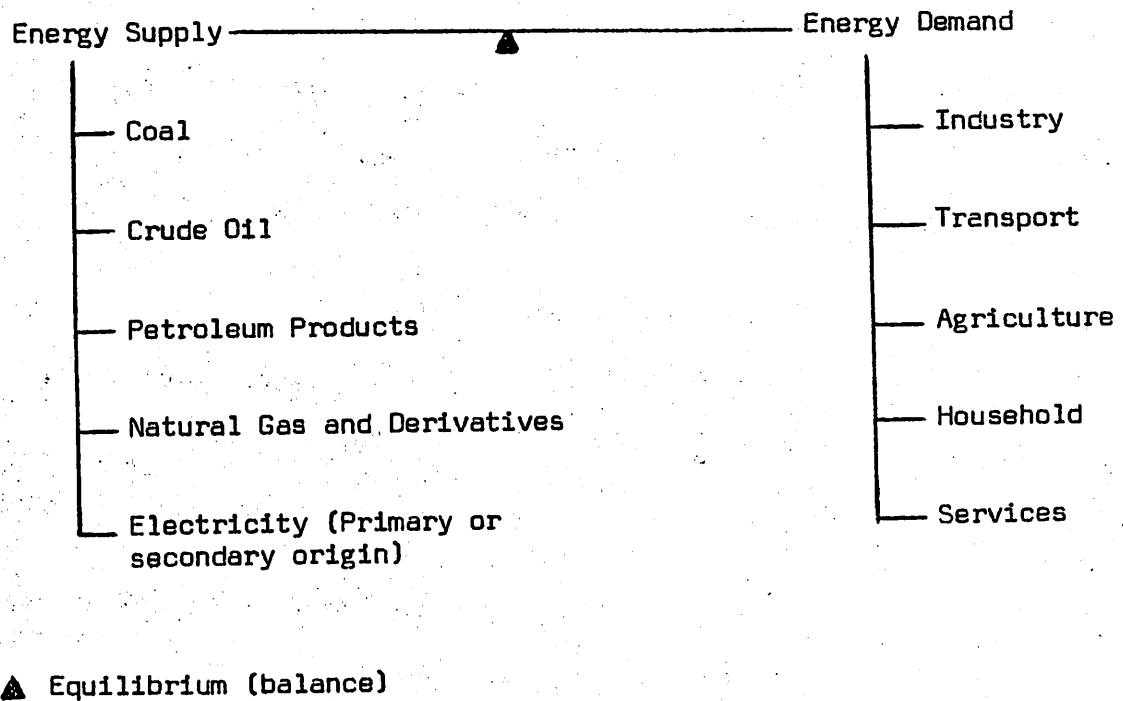 Energy Supply
Energy Demand
Coal
Crude Oil
Petroleum Products
Natural Gas and Derivatives
Electricity (Primary or
secondary origin)
Industry
Transport
Agriculture
Household
Services
▲ Equilibrium (balance)